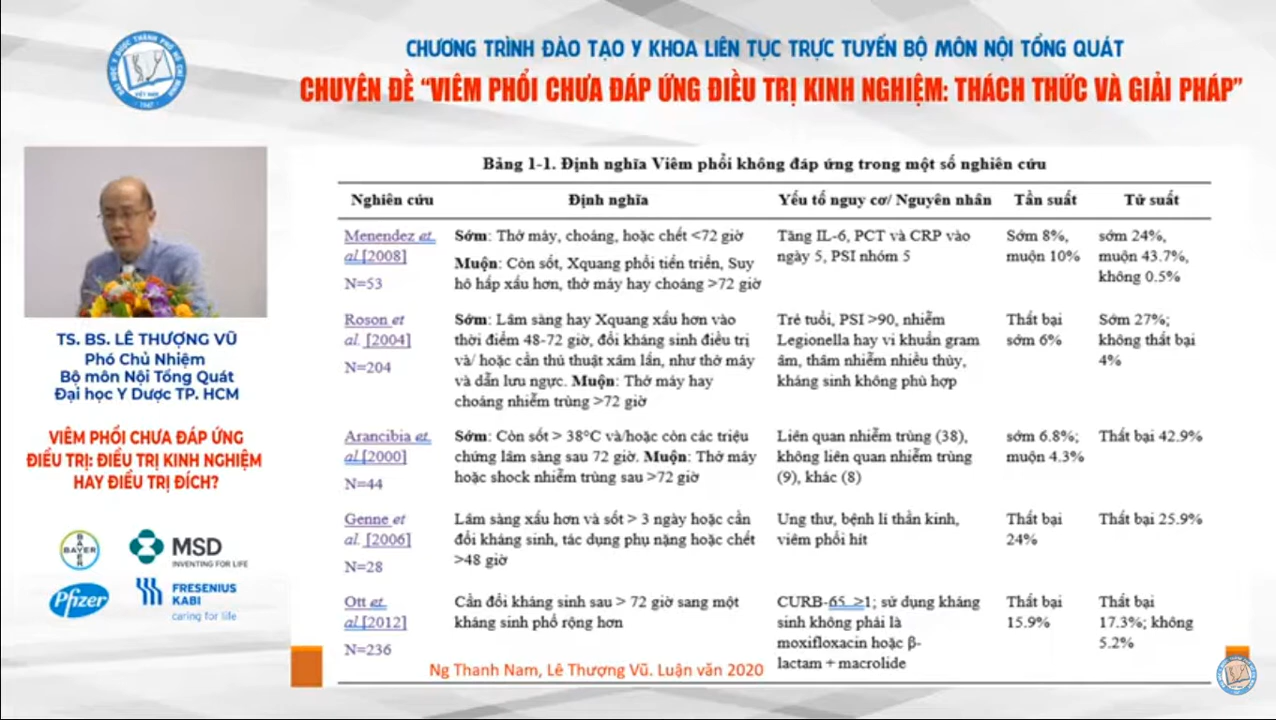 CHƯƠNG TRÌNH ĐÀO TẠO Y KHOA LIÊN TỤC TRỰC TUYẾN BỘ MÔN NỘI TỔNG QUÁT
CHUYÊN ĐỀ “VIÊM PHỔI CHƯA ĐÁP ỨNG ĐIỀU TRỊ KINH NGHIỆM: THÁCH THỨC VÀ GIẢI PHÁP”
TS. BS. LÊ THƯỢNG VŨ
Phó Chủ Nhiệm
Bộ môn Nội Tổng Quát
Đại học Y Dược TP. HCM
VIÊM PHỔI CHƯA ĐÁP ỨNG
ĐIỀU TRỊ: ĐIỀU TRỊ KINH NGHIỆM
HAY ĐIỀU TRỊ ĐÍCH?
BAYER
MSD
INVENTING FOR LIFE
Pfizer
FRESENIUS
KABI
caring for life
Bảng 1-1. Định nghĩa Viêm phổi không đáp ứng trong một số nghiên cứu
Nghiên cứu Định nghĩa Yếu tố nguy cơ/ Nguyên nhân Tần suất Tử suất
Menendez et. Sớm: Thở máy, choáng, hoặc chết <72 giờ Tăng IL-6, PCT và CRP vào Sớm 8%, sớm 24%,
al.[2008] Muộn: Còn sốt, Xquang phổi tiến triển, Suy ngày 5, PSI nhóm 5 muộn 10% muộn 43.7%,
N=53 hô hấp xấu hơn, thở máy hay choáng >72 giờ không 0.5%
Roson et Sớm: Lâm sàng hay Xquang xấu hơn vào Trẻ tuổi, PSI >90, nhiễm Thất bại Sớm 27%;
al. [2004] thời điểm 48-72 giờ, đổi kháng sinh điều trị Legionella hay vi khuẩn gram sớm 6% không thất bại
N=204 và/ hoặc cần thủ thuật xâm lấn, như thở máy âm, thâm nhiễm nhiều thùy, 4%
và dẫn lưu ngực. Muộn: Thở máy hay kháng sinh không phù hợp
choáng nhiễm trùng >72 giờ
Arancibia et. Sớm: Còn sốt > 38°C và/hoặc còn các triệu Liên quan nhiễm trùng (38), sớm 6.8%; Thất bại 42.9%
al.[2000] chứng lâm sàng sau 72 giờ. Muộn: Thở máy không liên quan nhiễm trùng muộn 4.3%
N=44 hoặc shock nhiễm trùng sau >72 giờ (9), khác (8)
Genne et Lâm sàng xấu hơn và sốt > 3 ngày hoặc cần Ung thư, bệnh lí thần kinh, Thất bại Thất bại 25.9%
al. [2006] đổi kháng sinh, tác dụng phụ nặng hoặc chết viêm phổi hít 24%
N=28 >48 giờ
Ott et. Cần đổi kháng sinh sau > 72 giờ sang một CURB-65 ≥1; sử dụng kháng Thất bại Thất bại
al.[2012] kháng sinh phổ rộng hơn sinh không phải là 15.9% 17.3%; không
N=236 moxifloxacin hoặc β- 5.2%
lactam + macrolide
Ng Thanh Nam, Lê Thượng Vũ. Luận văn 2020